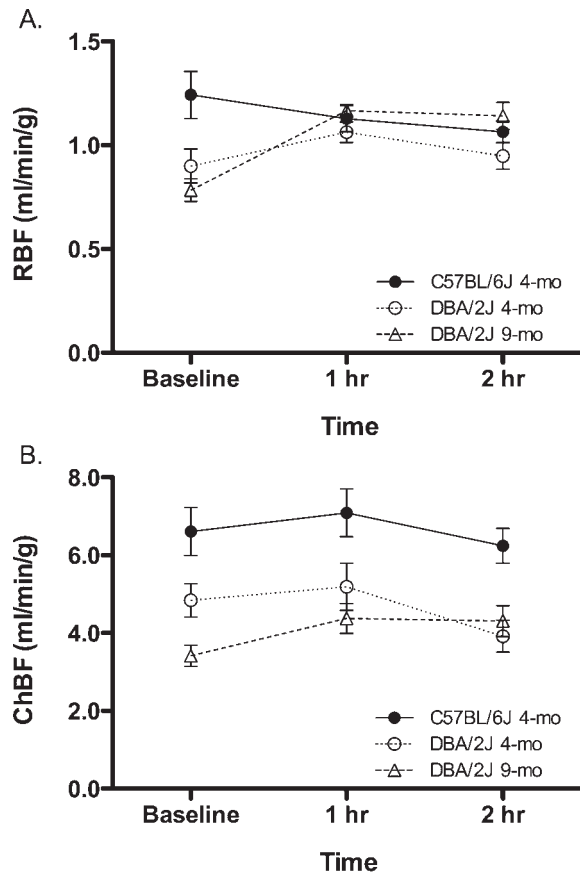 A.
1.5
1.0
0.5
0.0
RBF (ml/min/g)
C57BL/6J 4-mo
DBA/2J 4-mo
DBA/2J 9-mo
Baseline 1 hr 2 hr
Time
B.
8.0
6.0
4.0
2.0
0.0
ChBF (ml/min/g)
C57BL/6J 4-mo
DBA/2J 4-mo
DBA/2J 9-mo
Baseline 1 hr 2 hr
Time